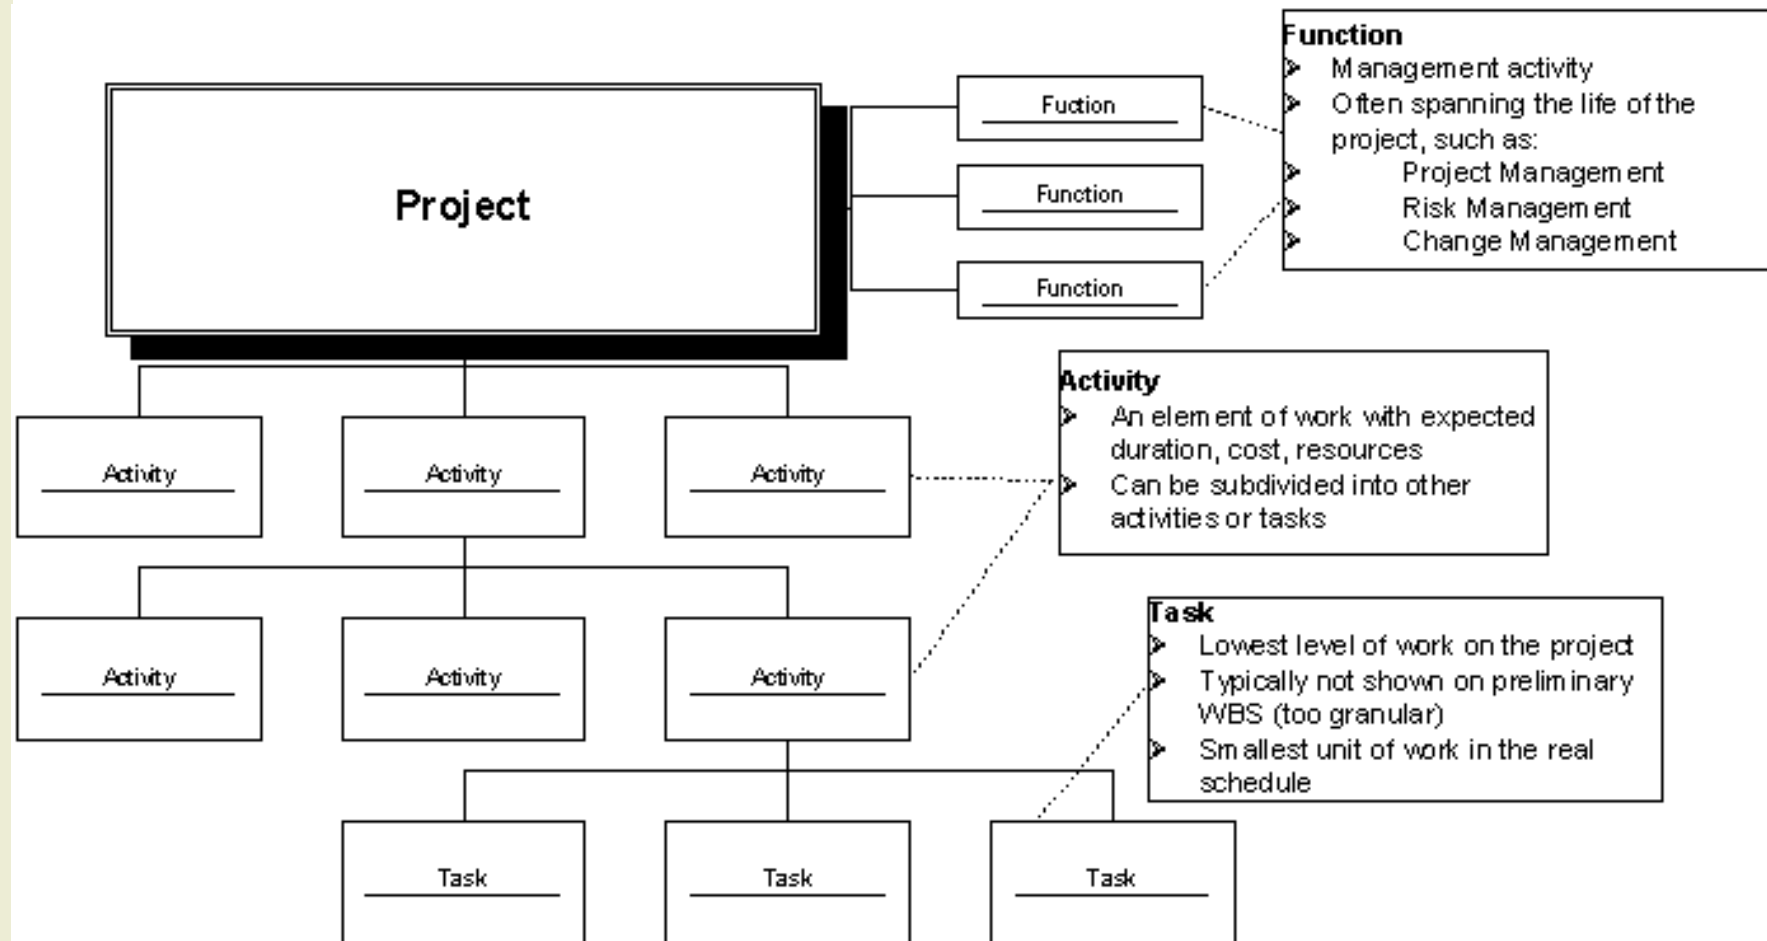 Function
Management activity
Often spanning the life of the
project, such as:
Project Management
Risk Management
Change Management
Fuction
Function
Function
Project
Activity
An element of work with expected
duration, cost, resources
Can be subdivided into other
activities or tasks
Activity
Activity
Activity
Task
Lowest level of work on the project
Typically not shown on preliminary
WBS (too granular)
Smallest unit of work in the real
schedule
Activity
Activity
Activity
Task
Task
Task